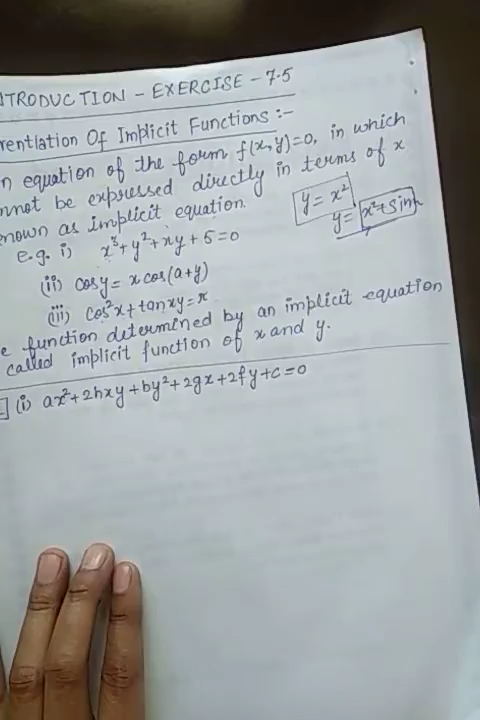 TRODUCTION - EXERCISE - 7.5
rentiation Of Implicit Functions :-
n equation of the form f(x,y)=0, in which
nnot be expressed directly in terms of x
nown as implicit equation.
y = x²
y = x²+sin
e.g. i) x³+y²+xy+5=0
(ii) cosy = x cos(a+y)
(iii) cos²x+tanxy=
e function determined by an implicit equation
called implicit function of x and y.
(i) ax²+2hxy+by²+2gx+2fy+c=0